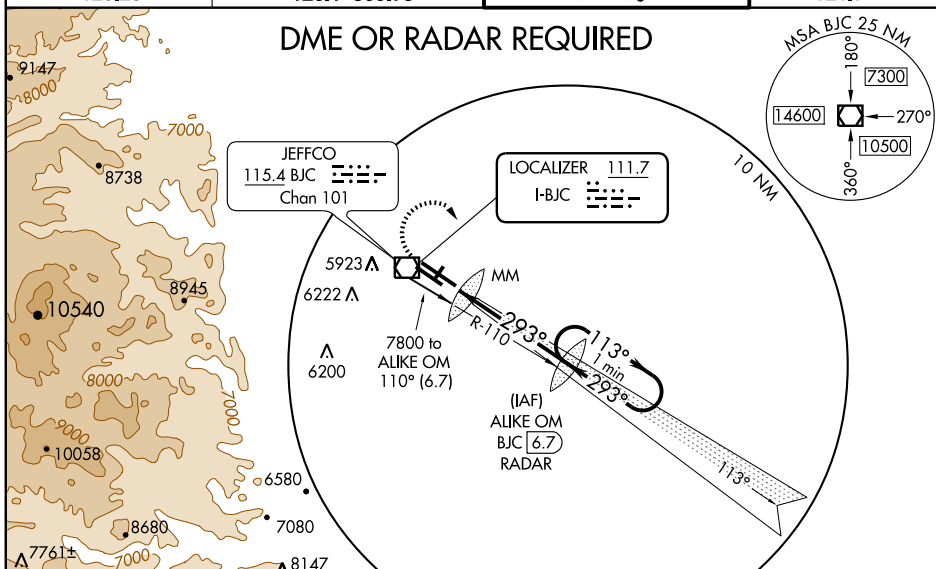 DME OR RADAR REQUIRED
MSA BJC 25 NM
180°
7300
14600
270°
10500
360°
9147
8000
7000
8738
JEFFCO
115.4 BJC
Chan 101
LOCALIZER 111.7
I-BJC
10 NM
5923
MM
6222
8945
10540
293°
R-110
113°
1 min
7800 to
ALIKE OM
110° (6.7)
6200
293°
8000
7000
(IAF)
ALIKE OM
BJC 6.7
RADAR
9000
10058
113°
6580
7080
8680
7000
7761±
8147